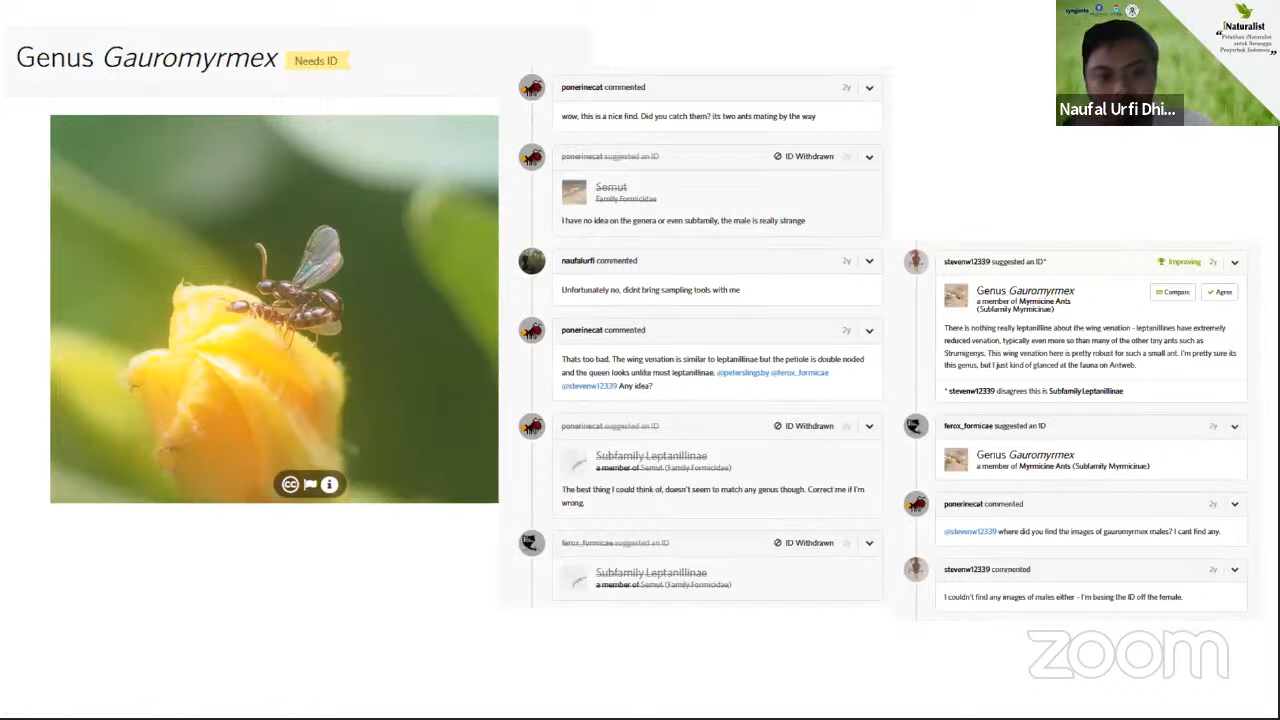 Genus Gauromyrmex
Needs ID
ponerinecat commented
2y
wow, this is a nice find. Did you catch them? its two ants mating by the way
ponerinecat suggested an ID
ID Withdrawn
2y
Semut
Family Formicidae
I have no idea on the genera or even subfamily, the male is really strange
naufalurfi commented
2y
Unfortunately no, didnt bring sampling tools with me
ponerinecat commented
2y
Thats too bad. The wing venation is similar to leptanillinae but the petiole is double noded
and the queen looks unlike most leptanillinae. @peterslingsby @ferox_formicae
@stevenw12339 Any idea?
ponerinecat suggested an ID
ID Withdrawn
2y
Subfamily Leptanillinae
a member of Semut (Family Formicidae)
The best thing I could think of, doesn't seem to match any genus though. Correct me if I'm
wrong.
ferox_formicae suggested an ID
ID Withdrawn
2y
Subfamily Leptanillinae
a member of Semut (Family Formicidae)
stevenw12339 suggested an ID*
Improving
2y
Genus Gauromyrmex
a member of Myrmicine Ants
(Subfamily Myrmicinae)
Compare
Agree
There is nothing really leptanilline about the wing venation - leptanillines have extremely
reduced venation, typically even more so than many of the other tiny ants such as
Strumigenys. This wing venation here is pretty robust for such a small ant. I'm pretty sure its
this genus, but I just kind of glanced at the fauna on Antweb.
* stevenw12339 disagrees this is Subfamily Leptanillinae
ferox_formicae suggested an ID
2y
Genus Gauromyrmex
a member of Myrmicine Ants (Subfamily Myrmicinae)
ponerinecat commented
2y
@stevenw12339 where did you find the images of gauromyrmex males? I cant find any.
stevenw12339 commented
2y
I couldn't find any images of males either - I'm basing the ID off the female.
syngenta
iNaturalist
"Pelatihan iNaturalist
untuk Serangga
Penyerbuk Indonesia"
Naufal Urfi Dhi...
zoom